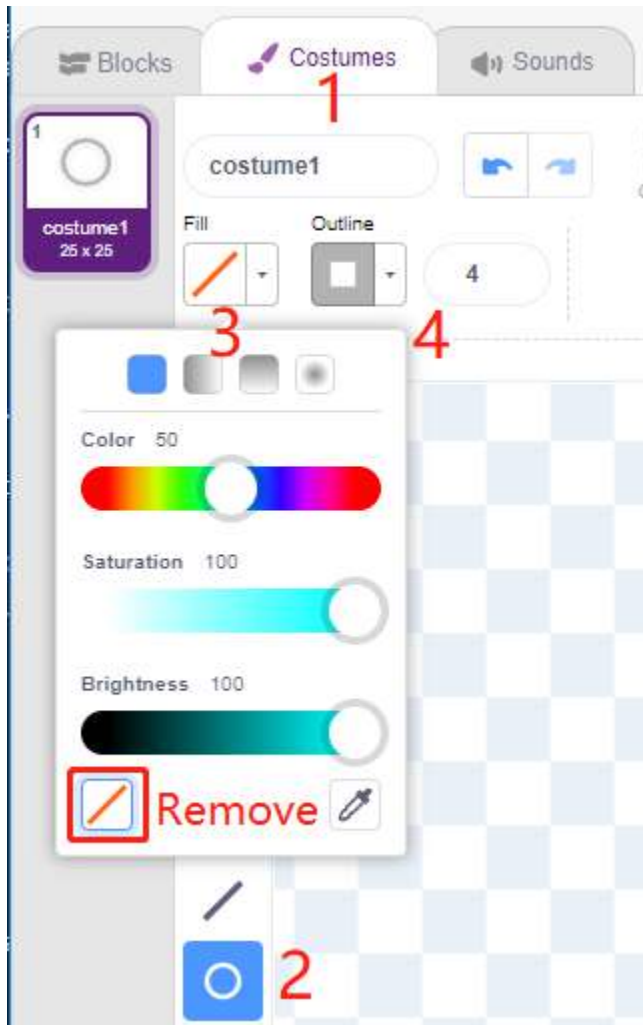 Blocks Costumes Sounds
1
1
costume1
costume1
25 x 25
Fill Outline
4
3 4
Color 50
Saturation 100
Brightness 100
Remove
2